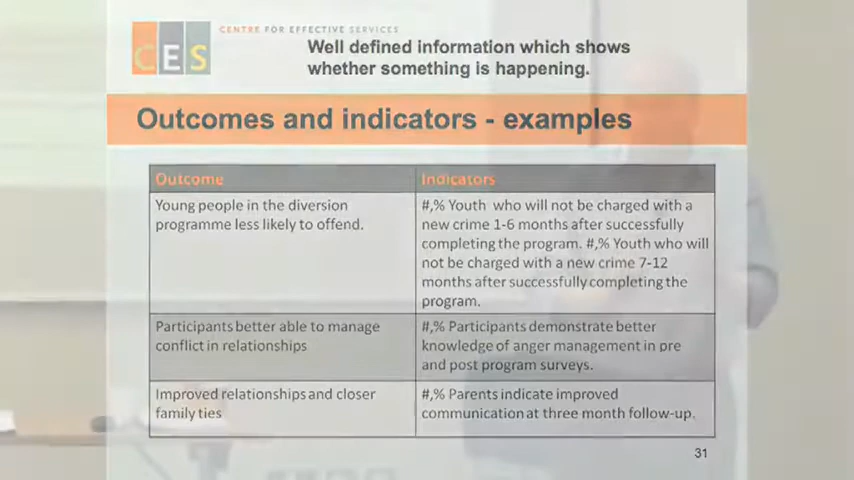 CENTRE FOR EFFECTIVE SERVICES
CES
Well defined information which shows
whether something is happening.
Outcomes and indicators - examples
Outcome
Indicators
Young people in the diversion
programme less likely to offend.
#,% Youth who will not be charged with a
new crime 1-6 months after successfully
completing the program. #,% Youth who will
not be charged with a new crime 7-12
months after successfully completing the
program.
Participants better able to manage
conflict in relationships
#,% Participants demonstrate better
knowledge of anger management in pre
and post program surveys.
Improved relationships and closer
family ties
#,% Parents indicate improved
communication at three month follow-up.
31